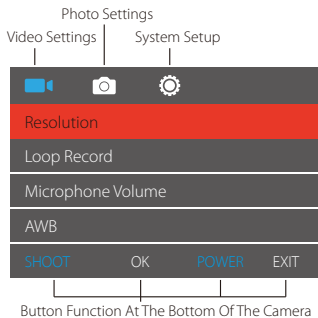 Photo Settings
Video Settings System Setup
Resolution
Loop Record
Microphone Volume
AWB
SHOOT OK POWER EXIT
Button Function At The Bottom Of The Camera